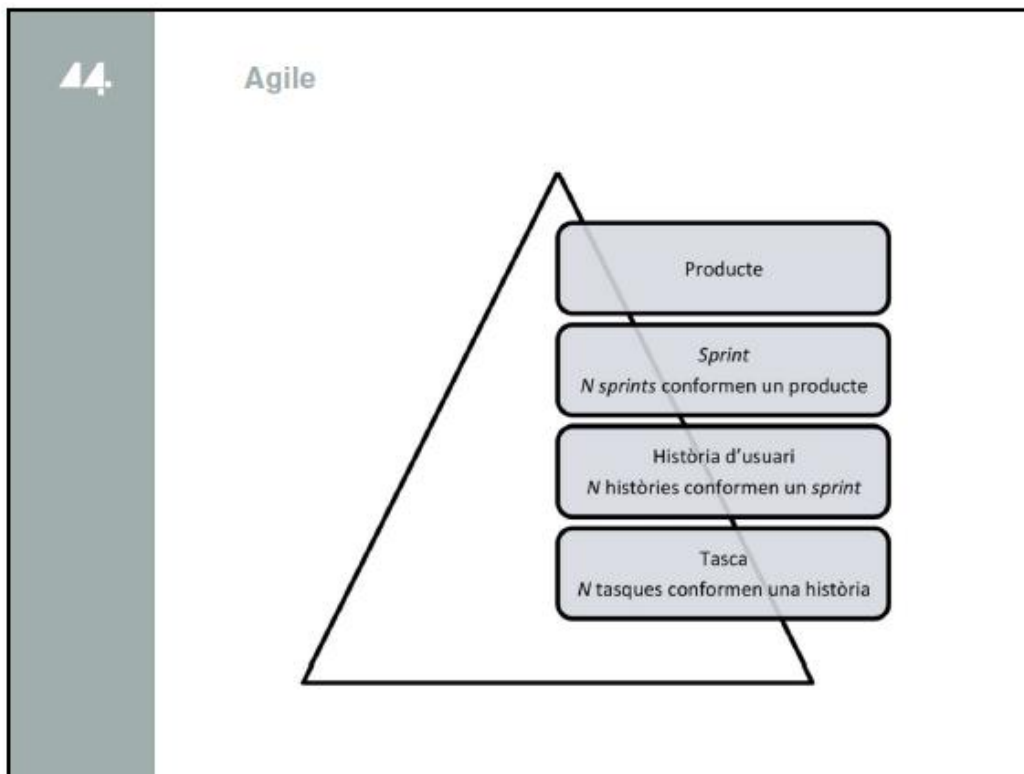 44.
Agile
Producte
Sprint
N sprints conformen un producte
Història d'usuari
N històries conformen un sprint
Tasca
N tasques conformen una història